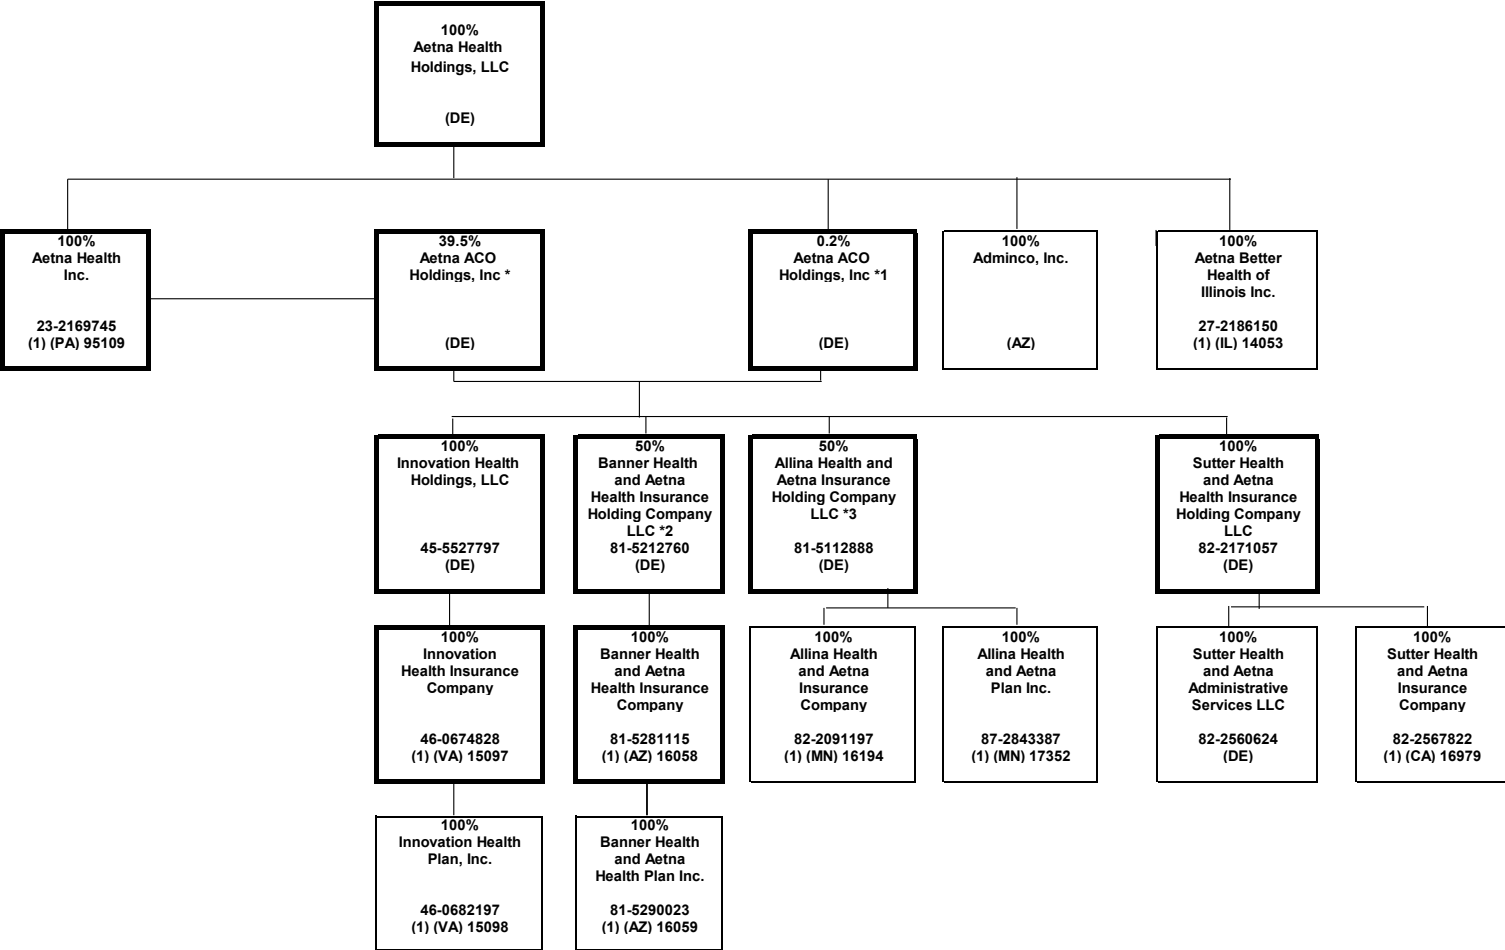 100%
Aetna Health
Holdings, LLC
(DE)
100%
Aetna Health
Inc.
23-2169745
(1) (PA) 95109
39.5%
Aetna ACO
Holdings, Inc *
(DE)
0.2%
Aetna ACO
Holdings, Inc *1
(DE)
100%
Adminco, Inc.
(AZ)
100%
Aetna Better
Health of
Illinois Inc.
27-2186150
(1) (IL) 14053
100%
Innovation Health
Holdings, LLC
45-5527797
(DE)
50%
Banner Health
and Aetna
Health Insurance
Holding Company
LLC *2
81-5212760
(DE)
50%
Allina Health and
Aetna Insurance
Holding Company
LLC *3
81-5112888
(DE)
100%
Sutter Health
and Aetna
Health Insurance
Holding Company
LLC
82-2171057
(DE)
100%
Innovation
Health Insurance
Company
46-0674828
(1) (VA) 15097
100%
Banner Health
and Aetna
Health Insurance
Company
81-5281115
(1) (AZ) 16058
100%
Allina Health
and Aetna
Insurance
Company
82-2091197
(1) (MN) 16194
100%
Allina Health
and Aetna
Plan Inc.
87-2843387
(1) (MN) 17352
100%
Sutter Health
and Aetna
Administrative
Services LLC
82-2560624
(DE)
100%
Sutter Health
and Aetna
Insurance
Company
82-2567822
(1) (CA) 16979
100%
Innovation Health
Plan, Inc.
46-0682197
(1) (VA) 15098
100%
Banner Health
and Aetna
Health Plan Inc.
81-5290023
(1) (AZ) 16059